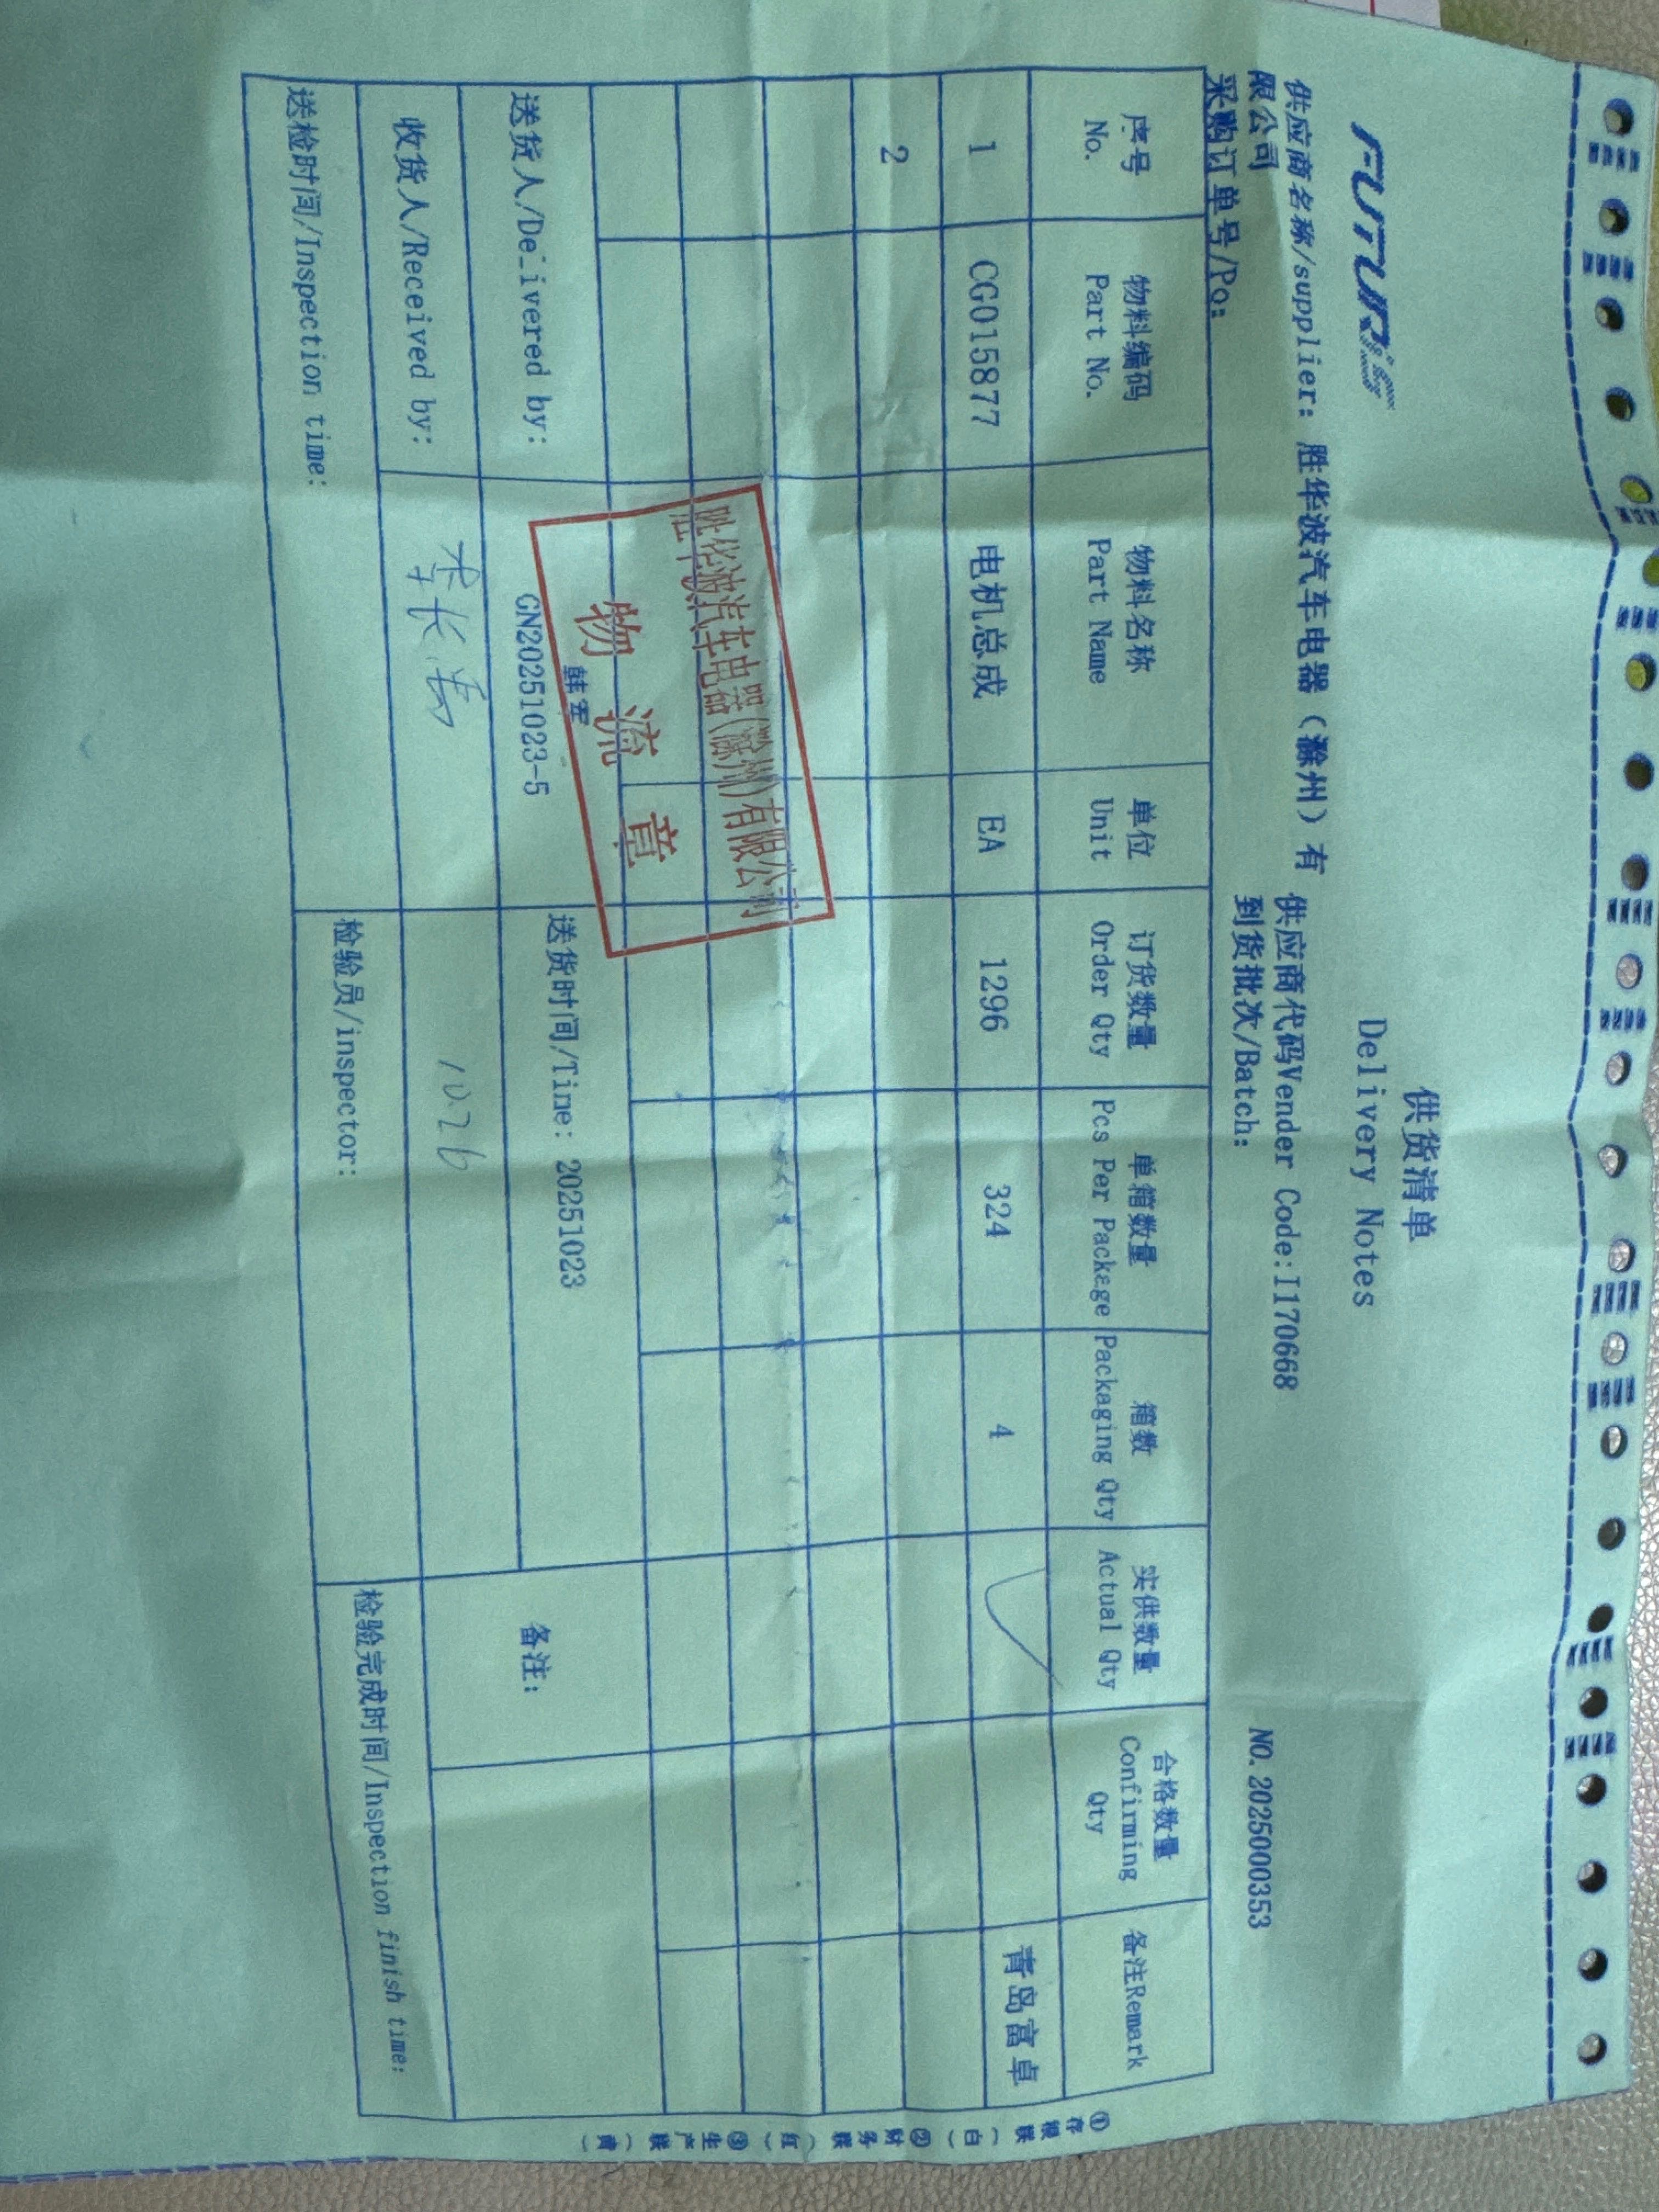 供货清单
Delivery Notes
供应商名称/supplier: 胜华波汽车电器（滁州）有限公司
供应商代码Vender Code:I170668
NO. 2025000353
采购订单号/Po:
到货批次/Batch:
序号 No.
物料编码 Part No.
物料名称 Part Name
单位 Unit
订货数量 Order Qty
单箱数量 Pcs Per Package
箱数 Packaging Qty
实供数量 Actual Qty
合格数量 Confirming Qty
备注Remark
1 CG015877 电机总成 EA 1296 324 4 青岛富卓
2
胜华波汽车电器(滁州)有限公司
物流章
送货人/Delivered by:
韩军
CN20251023-5
送货时间/Time: 20251023
备注:
收货人/Received by:
10.26
送检时间/Inspection time:
检验员/inspector:
检验完成时间/Inspection finish time:
①存根联（白）②财务联（红）③生产联（黄）